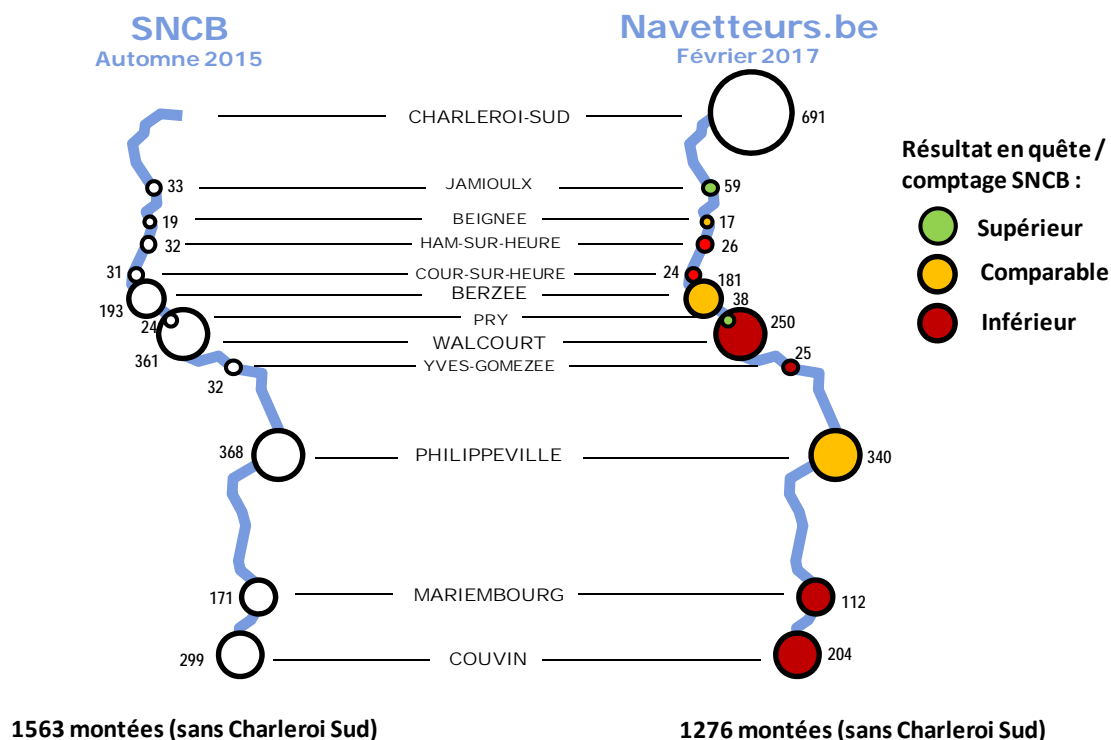 SNCB
Automne 2015
Navetteurs.be
Février 2017
CHARLEROI-SUD
691
33
JAMIOULX
59
19
BEIGNEE
17
32
HAM-SUR-HEURE
26
31
COUR-SUR-HEURE
24
181
193
BERZEE
38
24
PRY
250
361
WALCOURT
25
32
YVES-GOMEZEE
368
PHILIPPEVILLE
340
171
MARIEMBOURG
112
299
COUVIN
204
Résultat en quête /
comptage SNCB :
Supérieur
Comparable
Inférieur
1563 montées (sans Charleroi Sud)
1276 montées (sans Charleroi Sud)